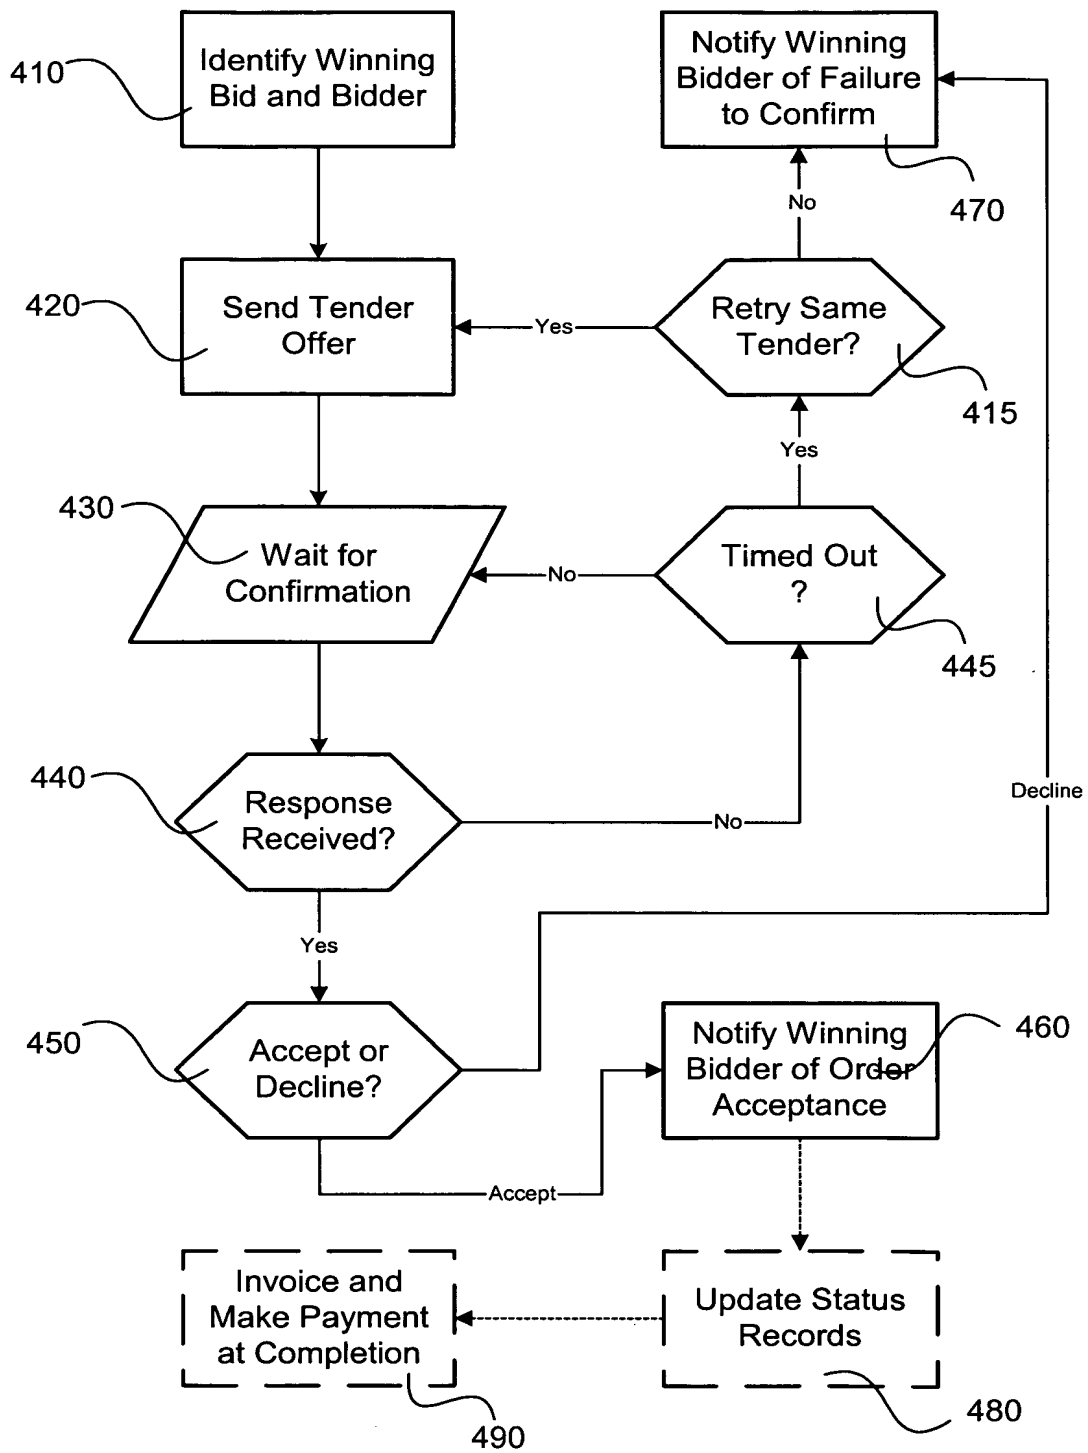 410
Identify Winning
Bid and Bidder
Notify Winning
Bidder of Failure
to Confirm
470
No
420
Send Tender
Offer
Yes
Retry Same
Tender?
415
Yes
430
Wait for
Confirmation
No
Timed Out
?
445
440
Response
Received?
No
Decline
Yes
450
Accept or
Decline?
Notify Winning
Bidder of Order
Acceptance
460
Accept
Invoice and
Make Payment
at Completion
490
Update Status
Records
480